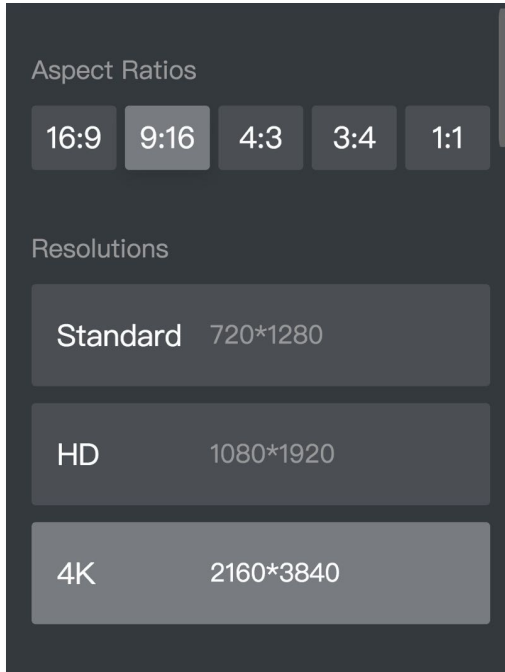 Aspect Ratios
16:9 9:16 4:3 3:4 1:1
Resolutions
Standard 720*1280
HD 1080*1920
4K 2160*3840